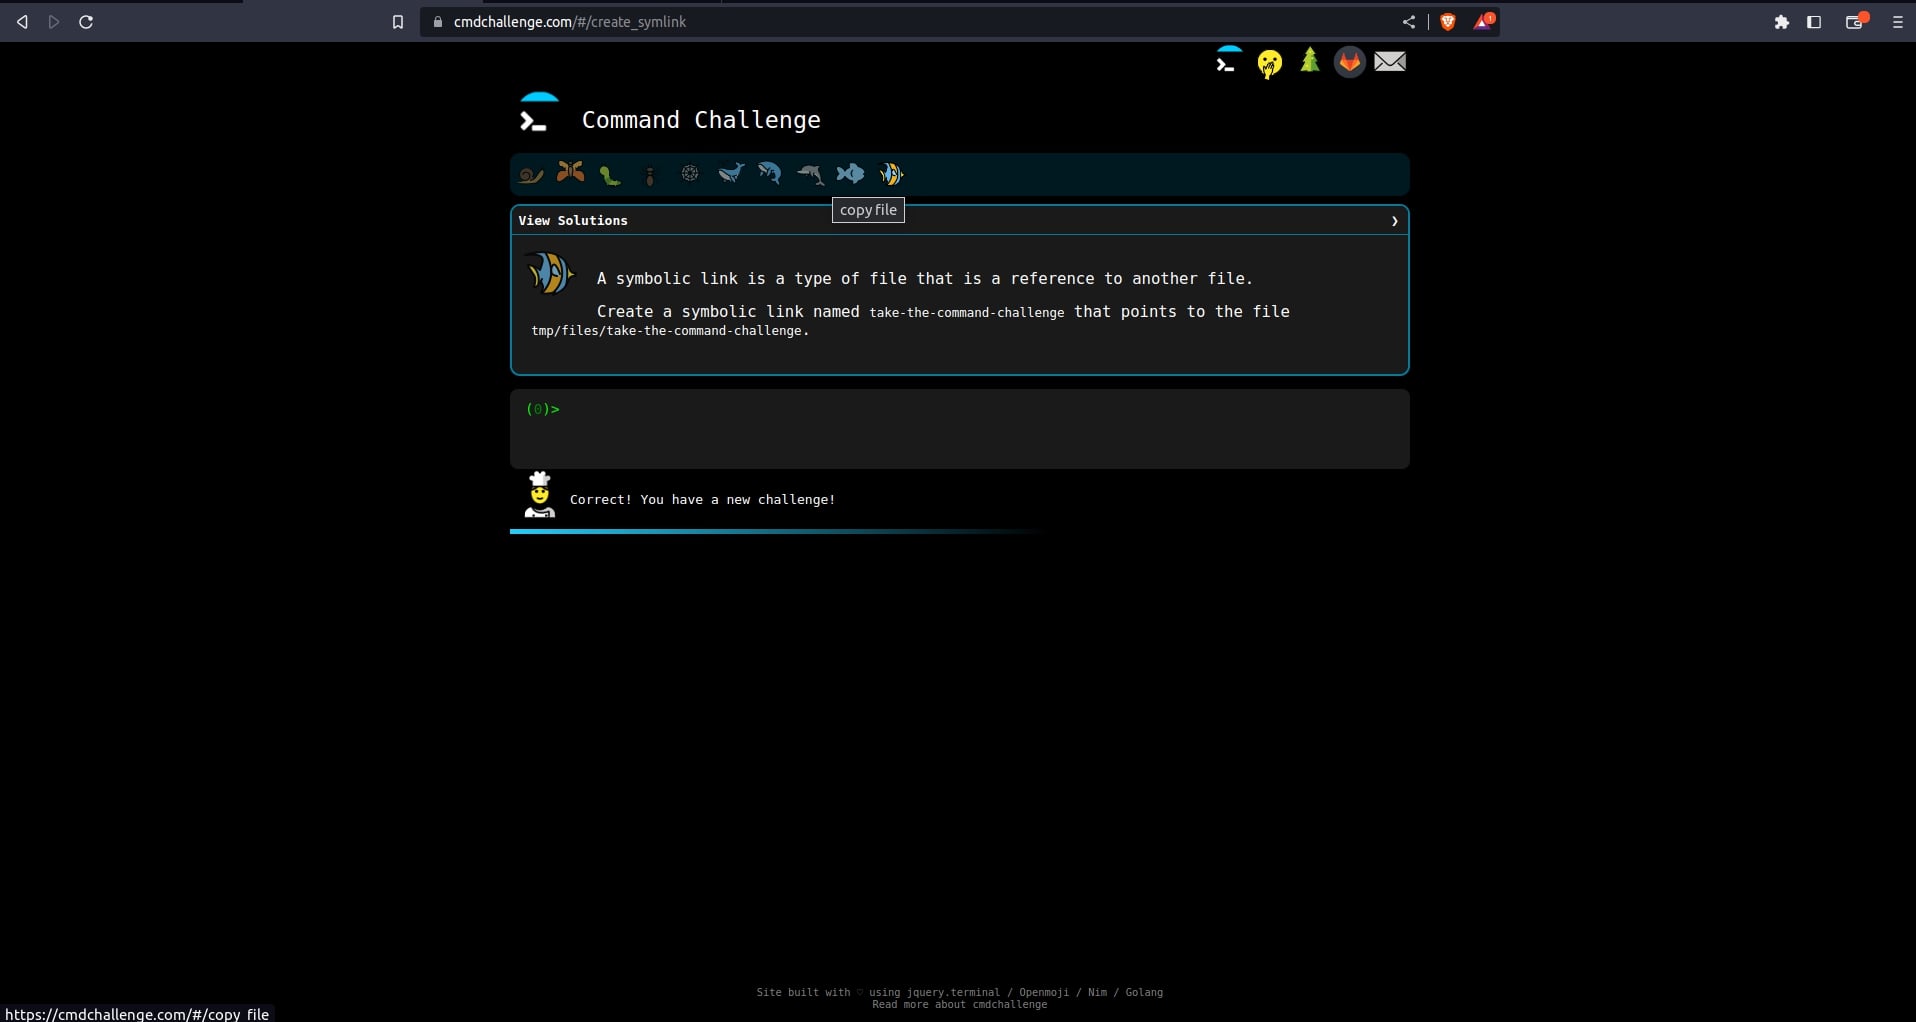 cmdchallenge.com/#/create_symlink
1
Command Challenge
copy file
View Solutions
A symbolic link is a type of file that is a reference to another file.
Create a symbolic link named take-the-command-challenge that points to the file
tmp/files/take-the-command-challenge.
(0)>
Correct! You have a new challenge!
Site built with ♡ using jquery.terminal / Openmoji / Nim / Golang
Read more about cmdchallenge
https://cmdchallenge.com/#/copy_file